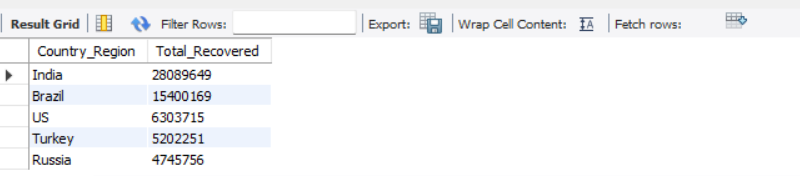 Result Grid Filter Rows: Export: Wrap Cell Content: Fetch rows:
Country_Region Total_Recovered
India 28089649
Brazil 15400169
US 6303715
Turkey 5202251
Russia 4745756